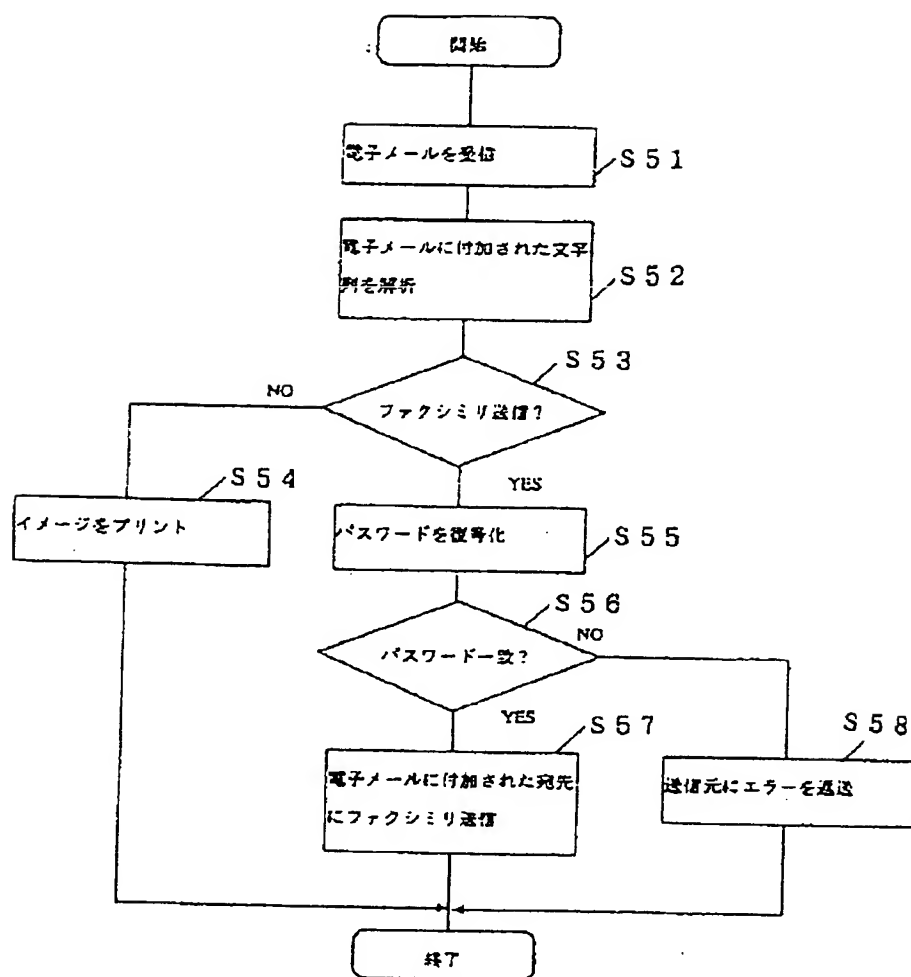 開始
電子メールを受信
S51
電子メールに付加された文字
列を解析
S52
S53
ファクシミリ送信?
NO
YES
S54
イメージをプリント
パスワードを復号化
S55
S56
パスワード一致?
NO
YES
S57
電子メールに付加された宛先
にファクシミリ送信
S58
送信元にエラーを返送
終了